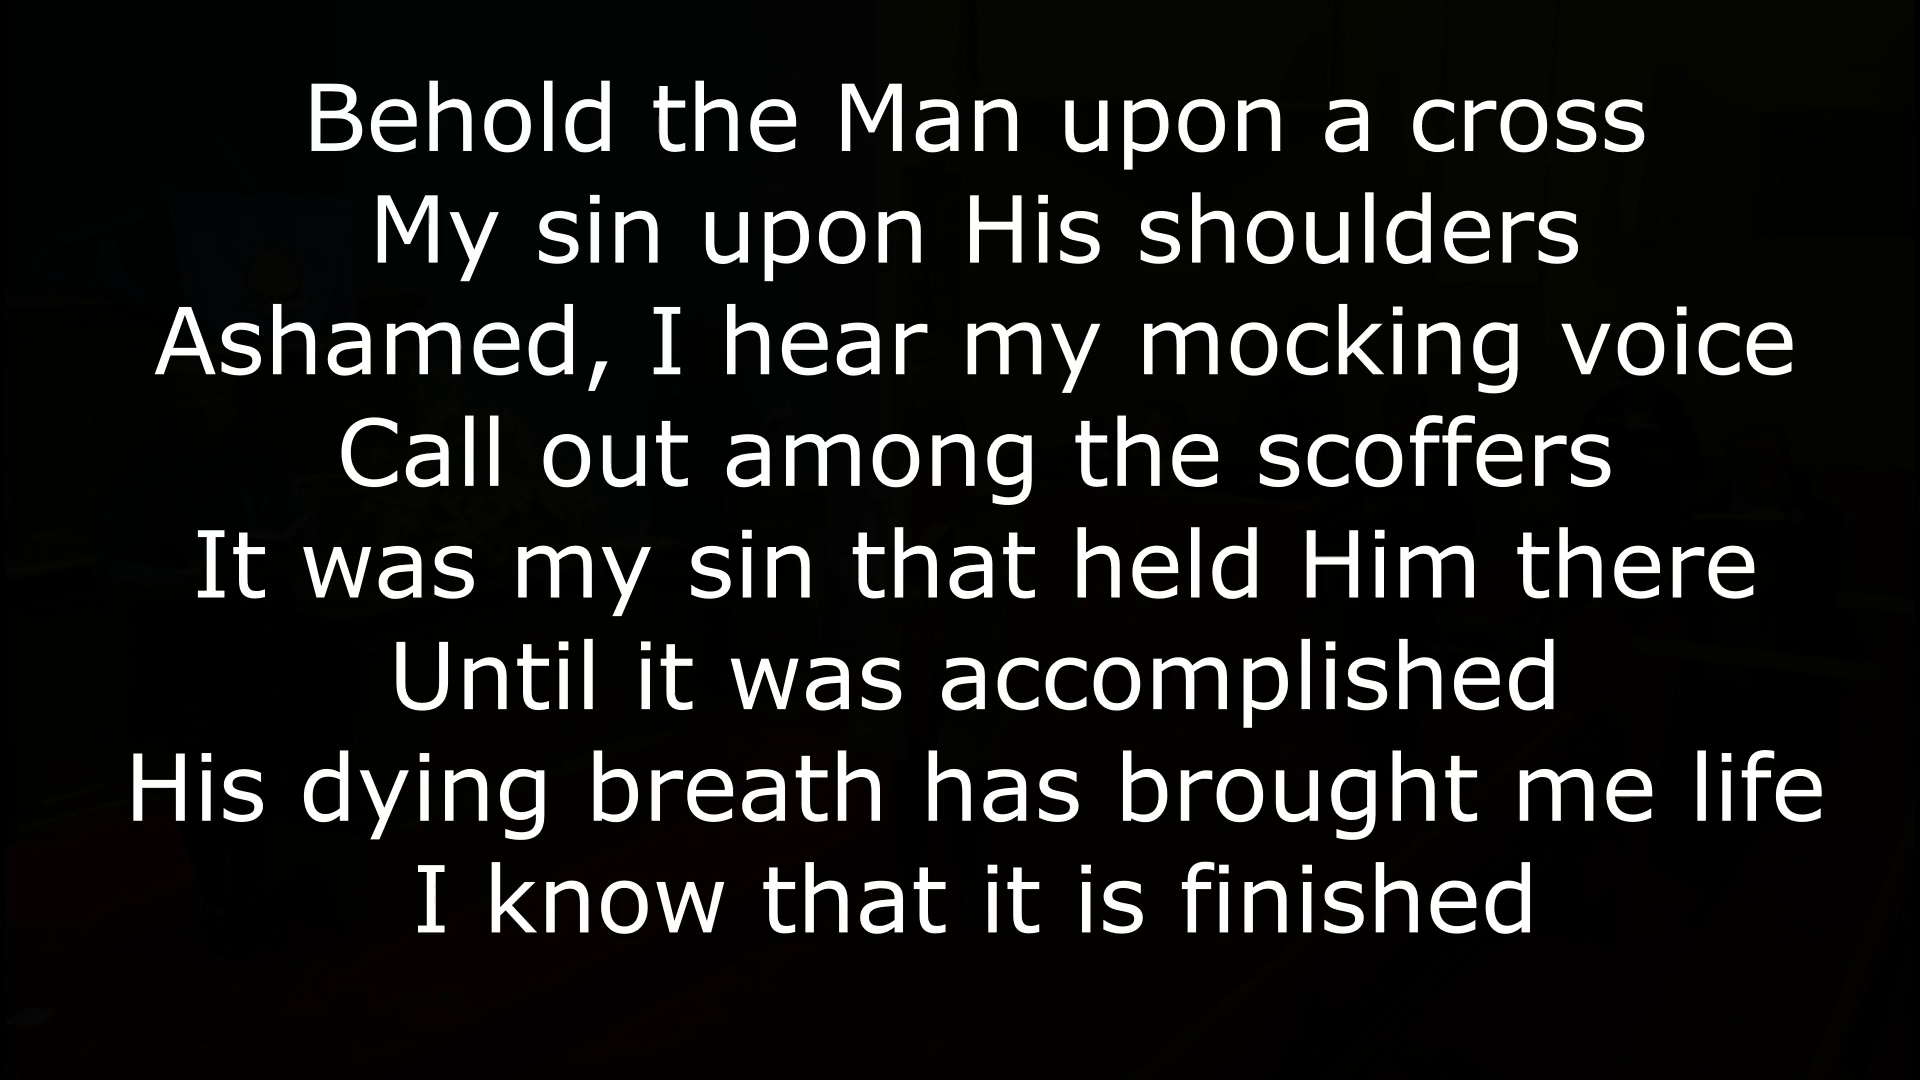 Behold the Man upon a cross
My sin upon His shoulders
Ashamed, I hear my mocking voice
Call out among the scoffers
It was my sin that held Him there
Until it was accomplished
His dying breath has brought me life
I know that it is finished